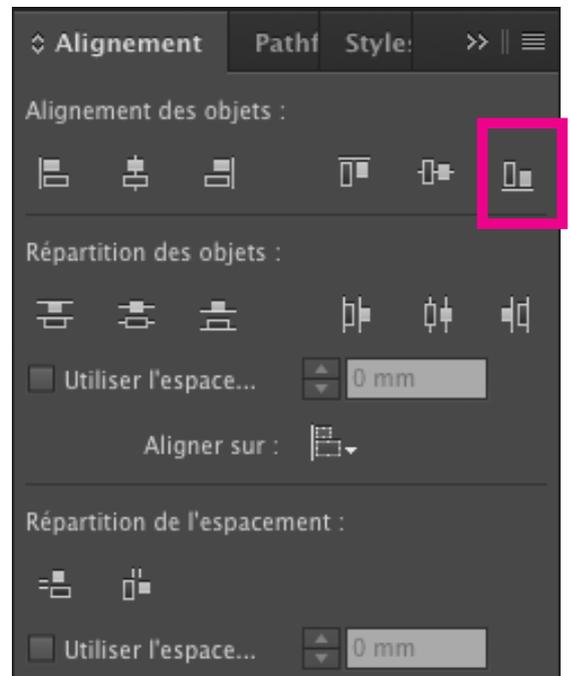 Alignement Pathf Style:
Alignement des objets :
Répartition des objets :
Utiliser l'espace... 0 mm
Aligner sur :
Répartition de l'espacement :
Utiliser l'espace... 0 mm